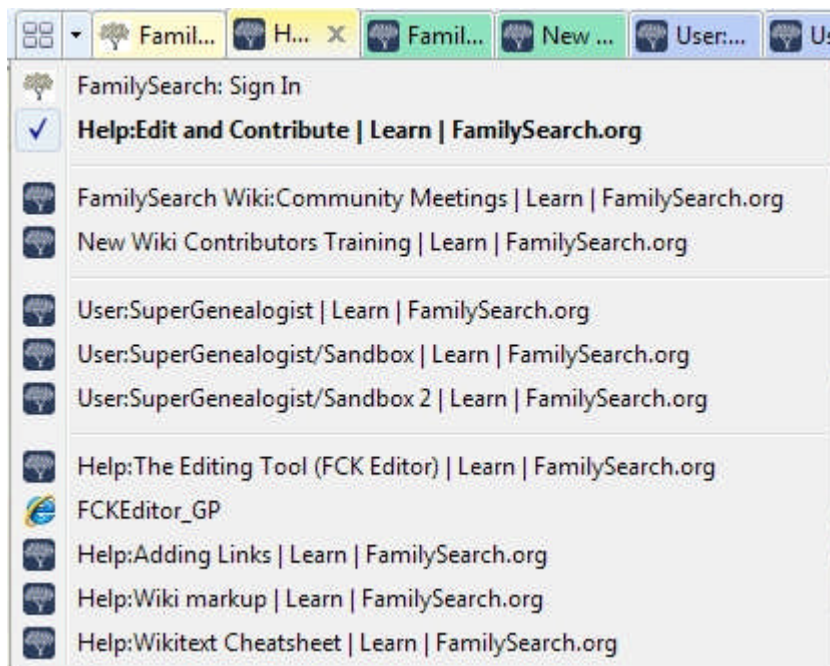 Famil... H... X Famil... New ... User:... Us
FamilySearch: Sign In
Help:Edit and Contribute | Learn | FamilySearch.org
FamilySearch Wiki:Community Meetings | Learn | FamilySearch.org
New Wiki Contributors Training | Learn | FamilySearch.org
User:SuperGenealogist | Learn | FamilySearch.org
User:SuperGenealogist/Sandbox | Learn | FamilySearch.org
User:SuperGenealogist/Sandbox 2 | Learn | FamilySearch.org
Help:The Editing Tool (FCK Editor) | Learn | FamilySearch.org
FCKEditor_GP
Help:Adding Links | Learn | FamilySearch.org
Help:Wiki markup | Learn | FamilySearch.org
Help:Wikitext Cheatsheet | Learn | FamilySearch.org